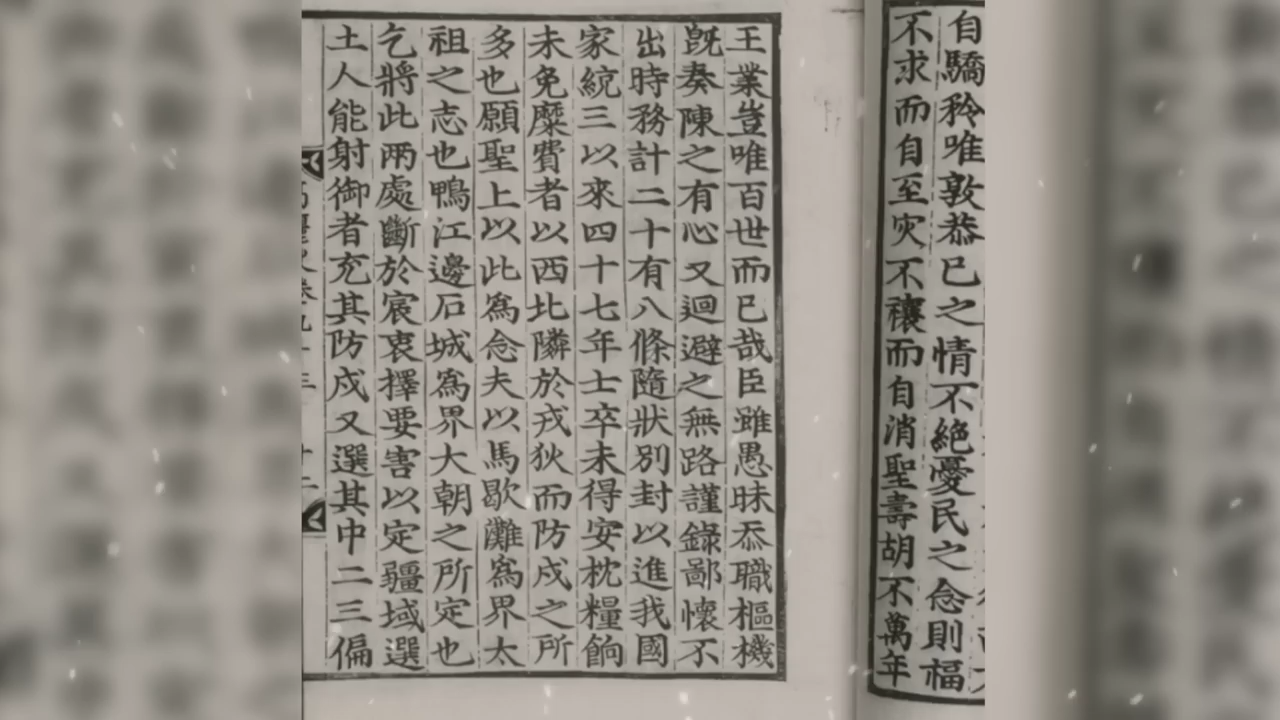 自驕矜唯敦恭已之情不絕憂民之念則福
不求而自至灾不禳而自消聖壽胡不萬年
王業豈唯百世而已哉臣雖愚昧忝職樞機
旣奏陳之有心又迴避之無路謹錄鄙懷不
出時務計二十有八條隨狀別封以進我國
家統三以來四十七年士卒未得安枕糧餉
未免糜費者以西北隣於戎狄而防戍之所
多也願聖上以此爲念夫以馬歇灘爲界太
祖之志也鴨江邊石城爲界大朝之所定也
乞將此兩處斷於宸衷擇要害以定疆域選
土人能射御者充其防戍又選其中二三偏